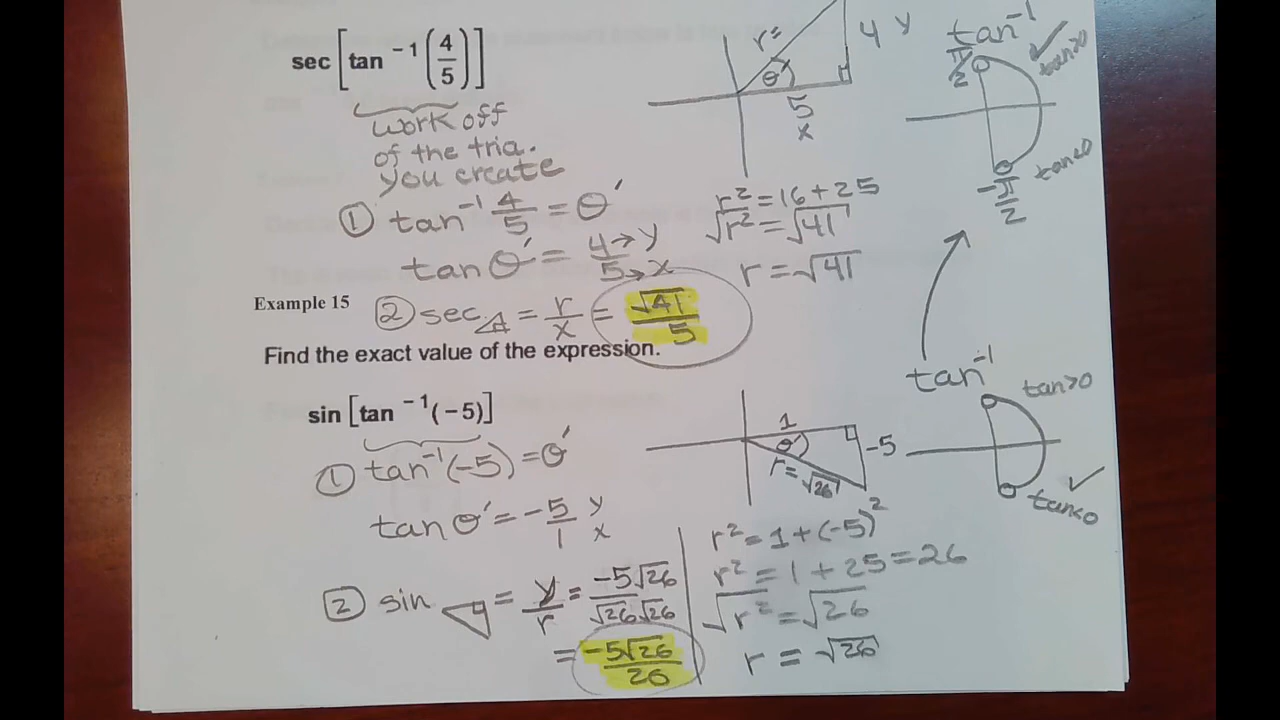 sec [tan ⁻¹(4/5)]
work off
of the tria.
you create
① tan⁻¹ 4/5 = θ'
tan θ' = 4→y / 5→x
r=
4 y
θ'
5
x
r² = 16 + 25
√r² = √41
r = √41
tan⁻¹
π/2
✓
tan>0
tan<0
-π/2
Example 15
② sec = r/x = √41/5
Find the exact value of the expression.
sin [tan ⁻¹(−5)]
① tan⁻¹(-5) = θ'
tan θ' = -5/1 y/x
② sin = y/r = -5√26/√26√26
= -5√26/26
1
θ'
-5
r=√26
r² = 1 + (-5)²
r² = 1 + 25 = 26
√r² = √26
r = √26
tan⁻¹
tan>0
✓
tan<0